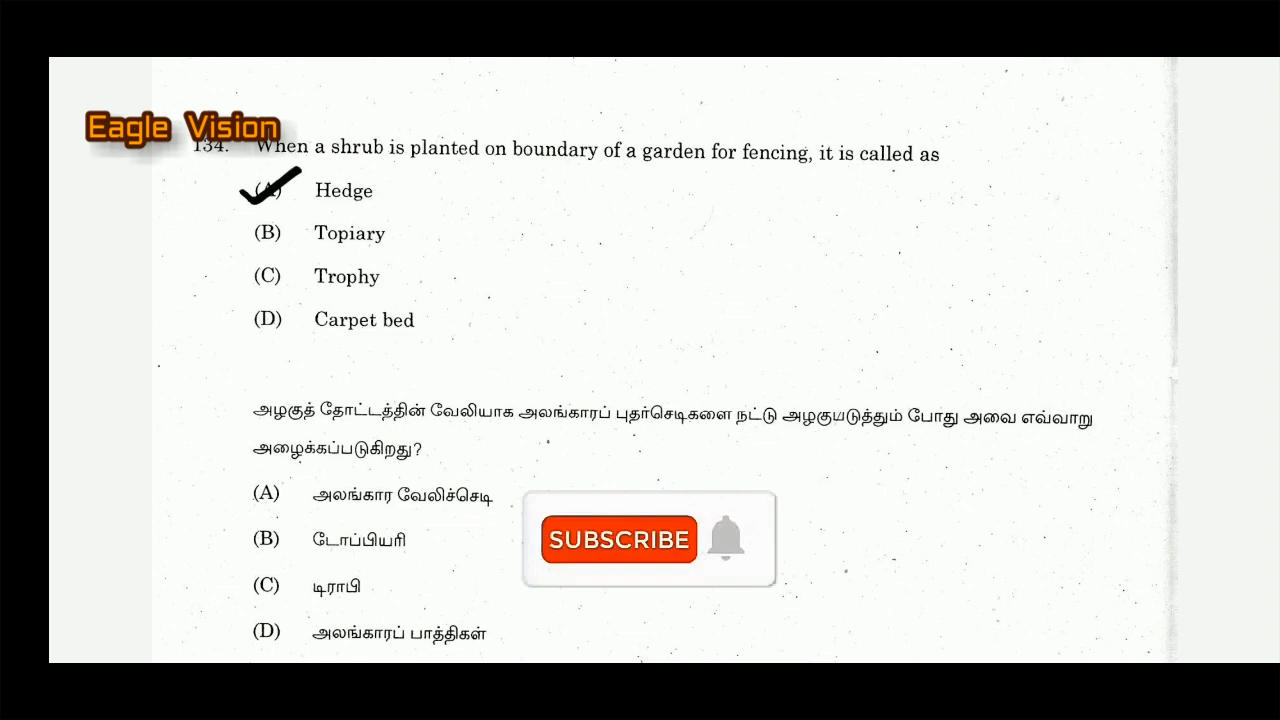 Eagle Vision
134. When a shrub is planted on boundary of a garden for fencing, it is called as
(A) Hedge
(B) Topiary
(C) Trophy
(D) Carpet bed
அழகுத் தோட்டத்தின் வேலியாக அலங்காரப் புதர்செடிகளை நட்டு அழகுயடுத்தும் போது அவை எவ்வாறு
அழைக்கப்படுகிறது?
(A) அலங்கார வேலிச்செடி
(B) டோப்பியரி
(C) டிராபி
(D) அலங்காரப் பாத்திகள்
SUBSCRIBE